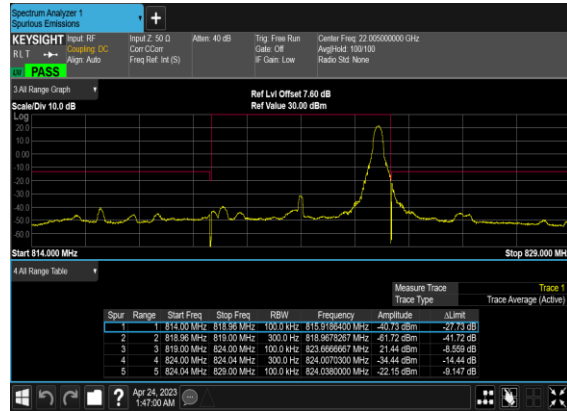 Spectrum Analyzer 1
Spurious Emissions
KEYSIGHT Input: RF Input Z: 50 Ω Atten: 40 dB Trig: Free Run Center Freq: 22.005000000 GHz
RLT Coupling: DC Corr CCorr Gate: Off Avg|Hold: 100/100
Align: Auto Freq Ref: Int (S) IF Gain: Low Radio Std: None
LW PASS
3 All Range Graph
Ref Lvl Offset 7.60 dB
Scale/Div 10.0 dB Ref Value 30.00 dBm
Log
20.0
10.0
0.00
-10.0
-20.0
-30.0
-40.0
-50.0
-60.0
Start 814.000 MHz Stop 829.000 MH
4 All Range Table
Measure Trace Trace 1
Trace Type Trace Average (Active)
Spur Range Start Freq Stop Freq RBW Frequency Amplitude ΔLimit
1 1 814.00 MHz 818.96 MHz 100.0 kHz 815.9186400 MHz -40.73 dBm -27.73 dB
2 2 818.96 MHz 819.00 MHz 300.0 Hz 818.9678267 MHz -61.72 dBm -41.72 dB
3 3 819.00 MHz 824.00 MHz 100.0 kHz 823.6666667 MHz 21.44 dBm -8.559 dB
4 4 824.00 MHz 824.04 MHz 300.0 Hz 824.0070300 MHz -34.44 dBm -14.44 dB
5 5 824.04 MHz 829.00 MHz 100.0 kHz 824.0380000 MHz -22.15 dBm -9.147 dB
? Apr 24, 2023
1:47:00 AM